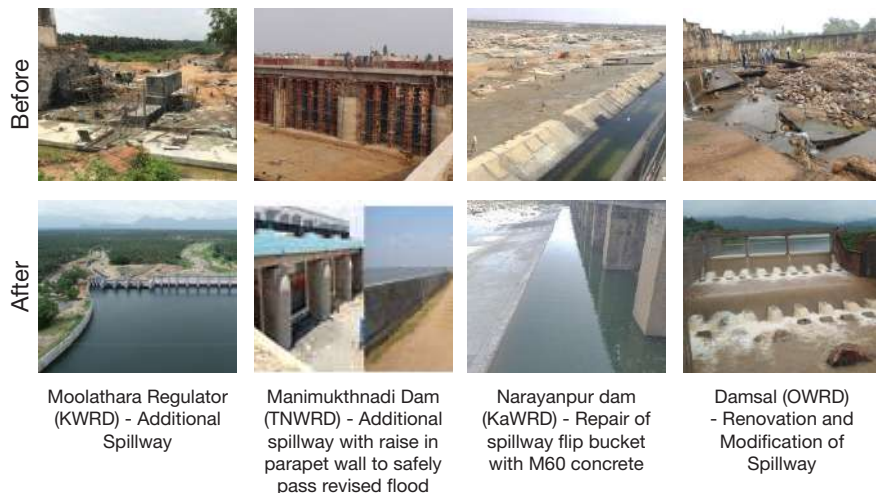 Before
After
Moolathara Regulator
(KWRD) - Additional
Spillway
Manimukthnadi Dam
(TNWRD) - Additional
spillway with raise in
parapet wall to safely
pass revised flood
Narayanpur dam
(KaWRD) - Repair of
spillway flip bucket
with M60 concrete
Damsal (OWRD)
- Renovation and
Modification of
Spillway